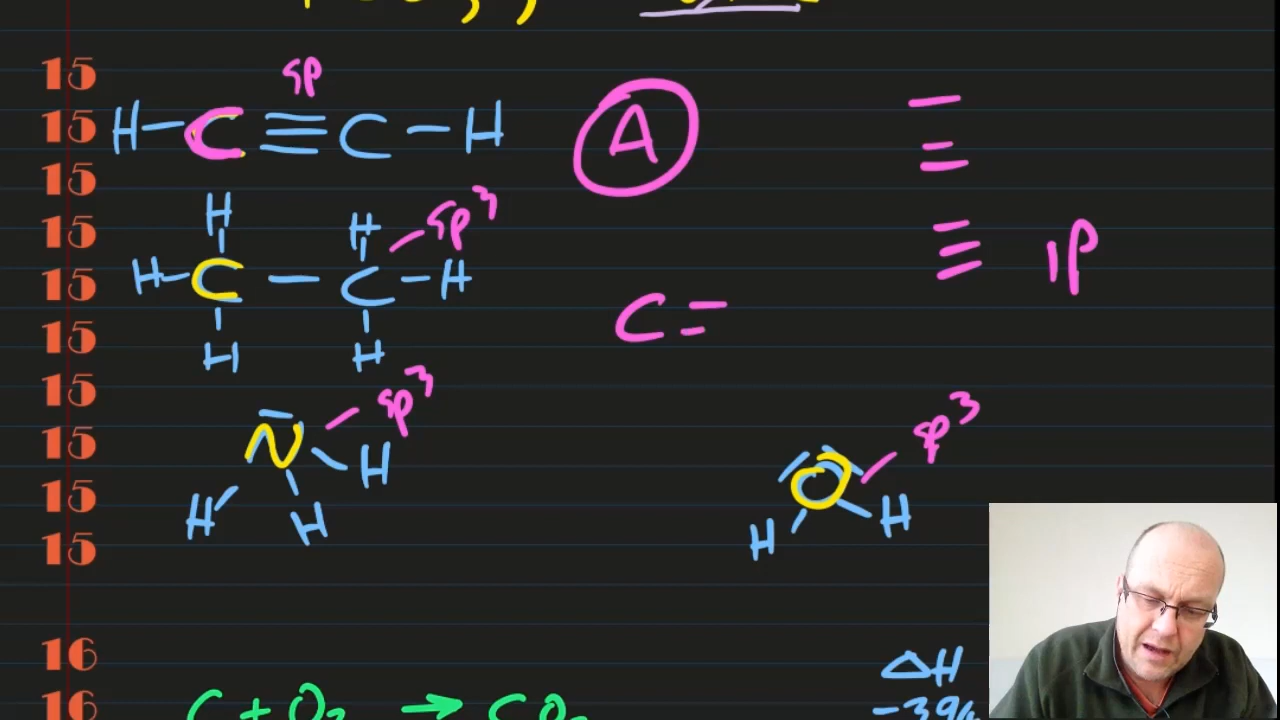 15 sp
15 H-C≡C-H A
15
15 H H sp³
15 H-C-C-H 1P
15 H H C=
15 sp³
15 N H sp³
15 H H O H
15 H
16 ΔH
16 C + O₂ → CO₂ -394